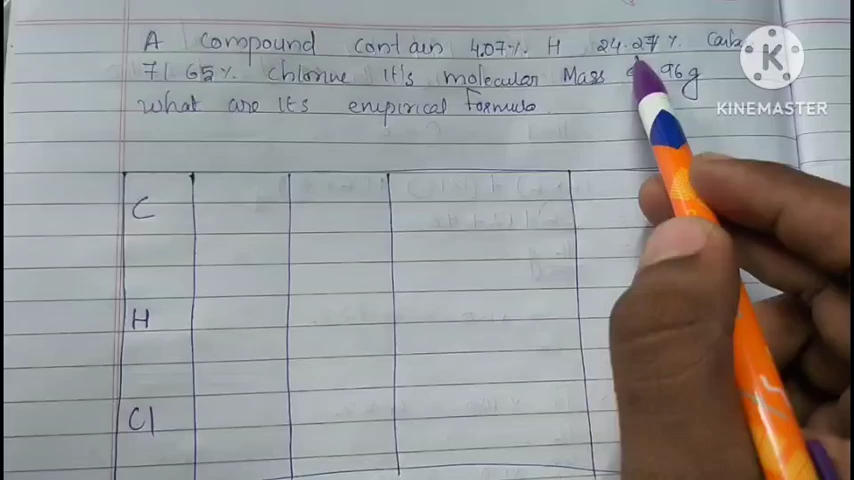 A compound contain 4.07% H 24.27% Carb
71.65% chlorine It's molecular Mass 96g
what are its empirical formula
C
H
Cl
K
KINEMASTER